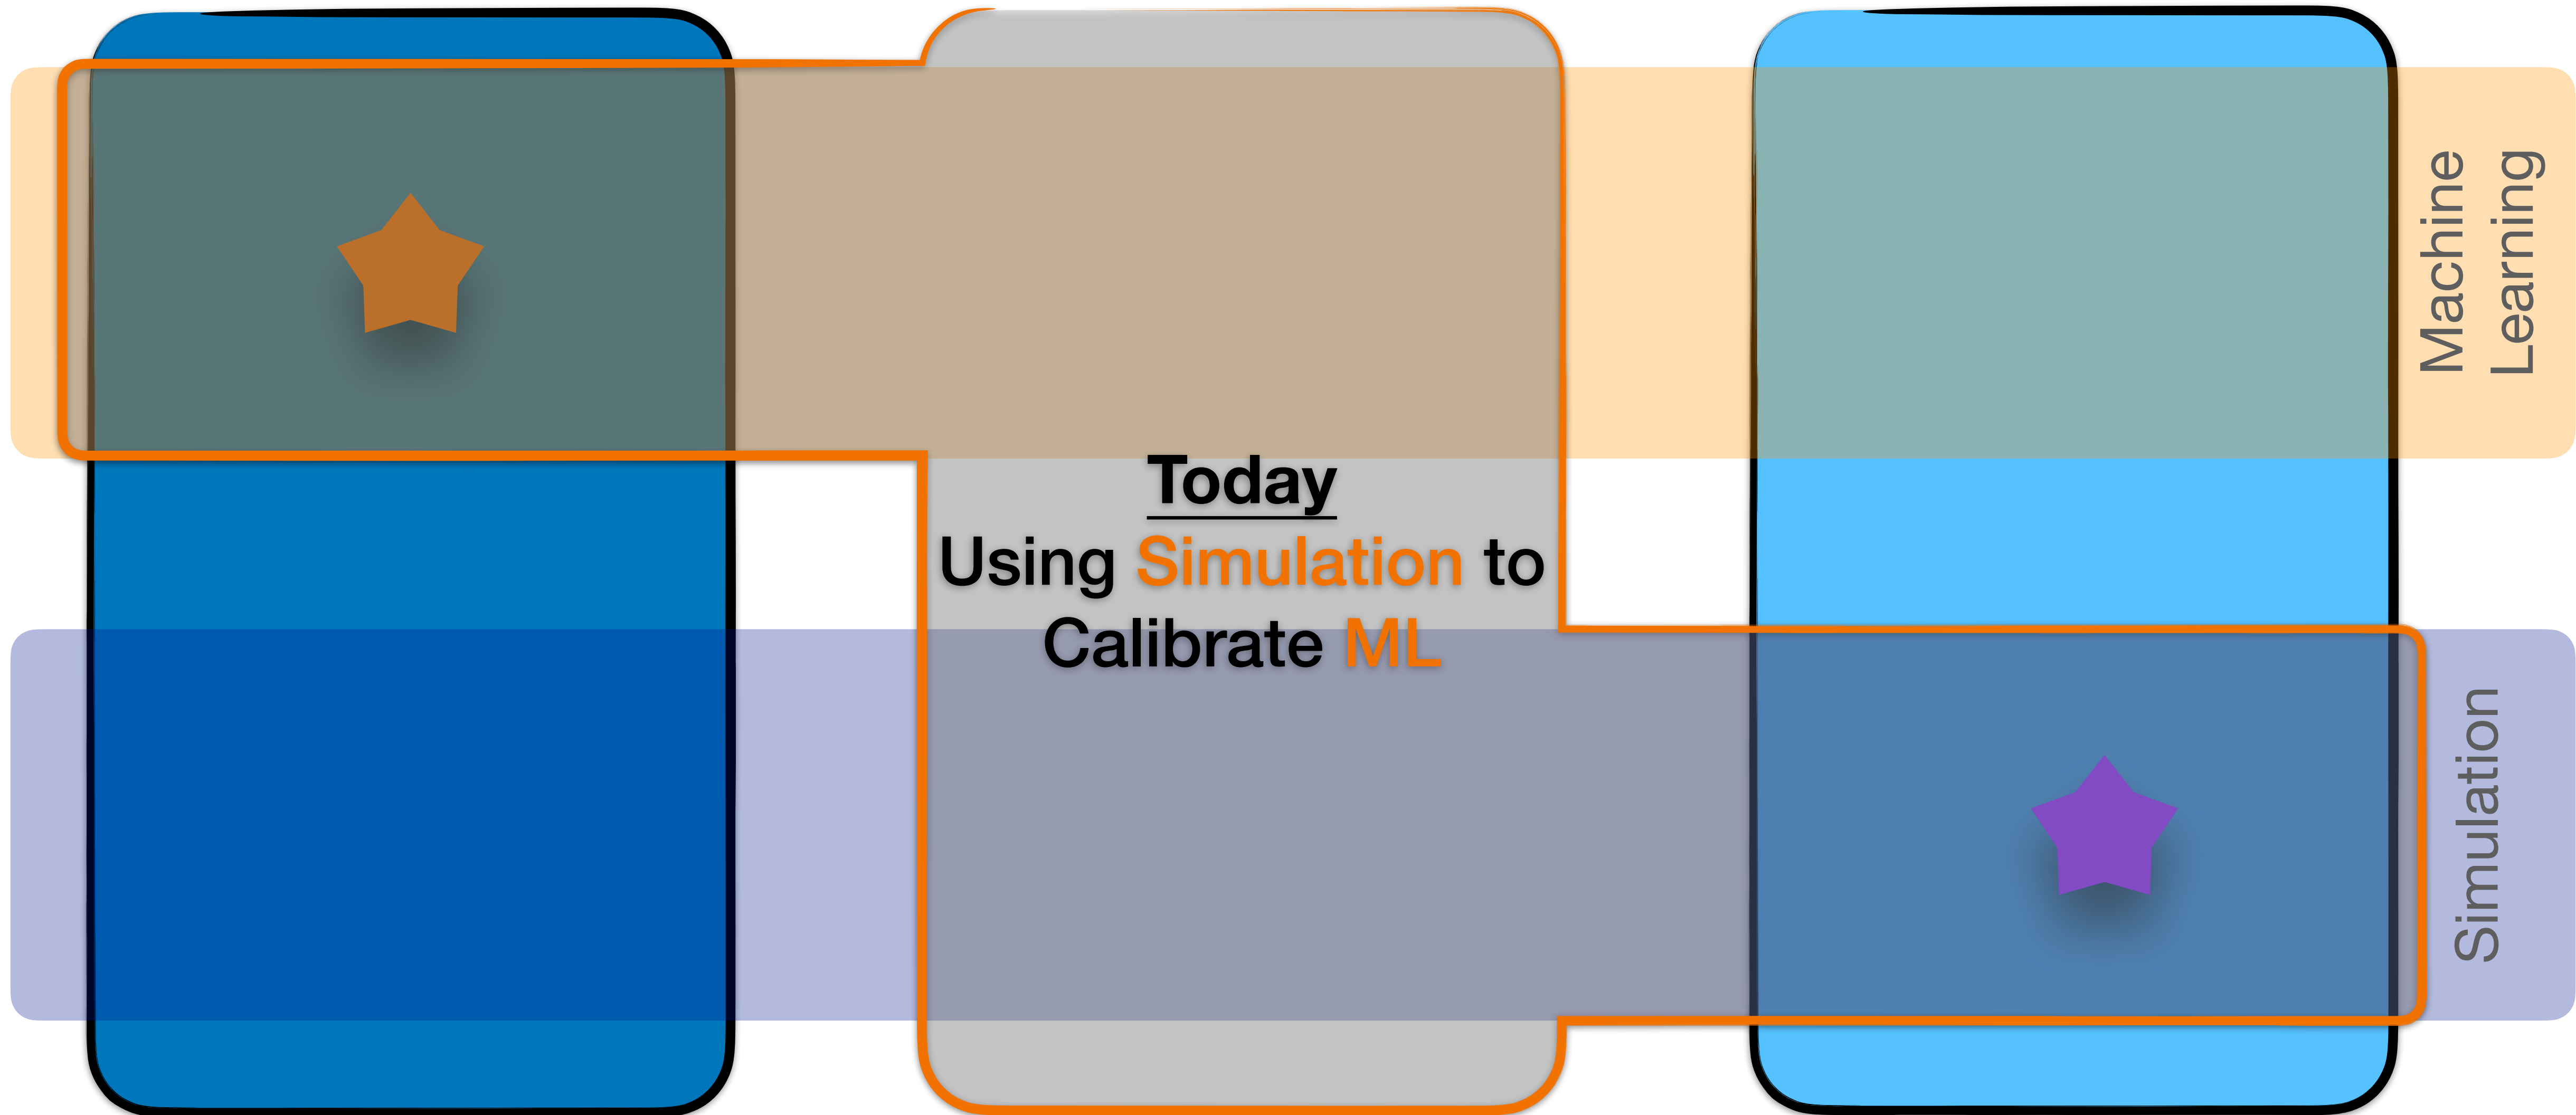 Machine
Learning
Today
Using Simulation to
Calibrate ML
Simulation